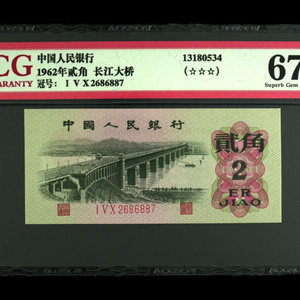 CG
ARANTY
中国人民银行
1962年贰角 长江大桥
冠号: I V X 2686887
13180534
(☆☆☆)
67
Superb Gem
中國人民銀行
貳角
2
ER
JIAO
I V X 2686887